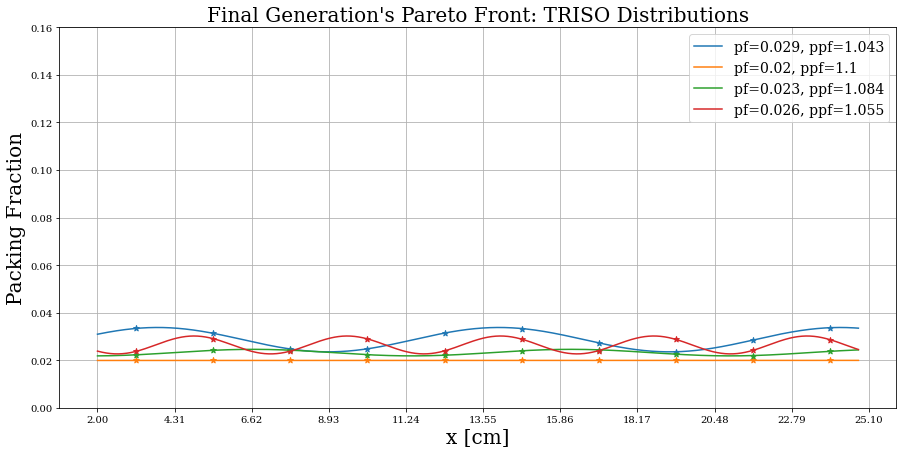 Final Generation's Pareto Front: TRISO Distributions
0.16
0.14
0.12
0.10
0.08
0.06
0.04
0.02
0.00
Packing Fraction
pf=0.029, ppf=1.043
pf=0.02, ppf=1.1
pf=0.023, ppf=1.084
pf=0.026, ppf=1.055
2.00 4.31 6.62 8.93 11.24 13.55 15.86 18.17 20.48 22.79 25.10
x [cm]